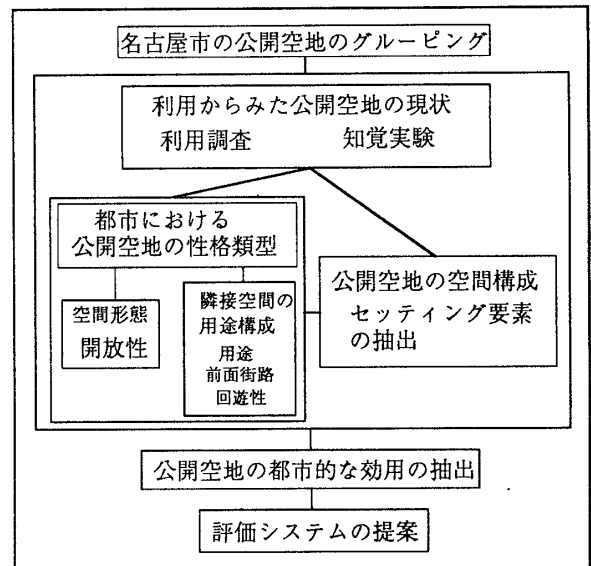 名古屋市の公開空地のグルーピング
利用からみた公開空地の現状
利用調査 知覚実験
都市における
公開空地の性格類型
空間形態
開放性
隣接空間の
用途構成
用途
前面街路
回遊性
公開空地の空間構成
セッティング要素
の抽出
公開空地の都市的な効用の抽出
評価システムの提案